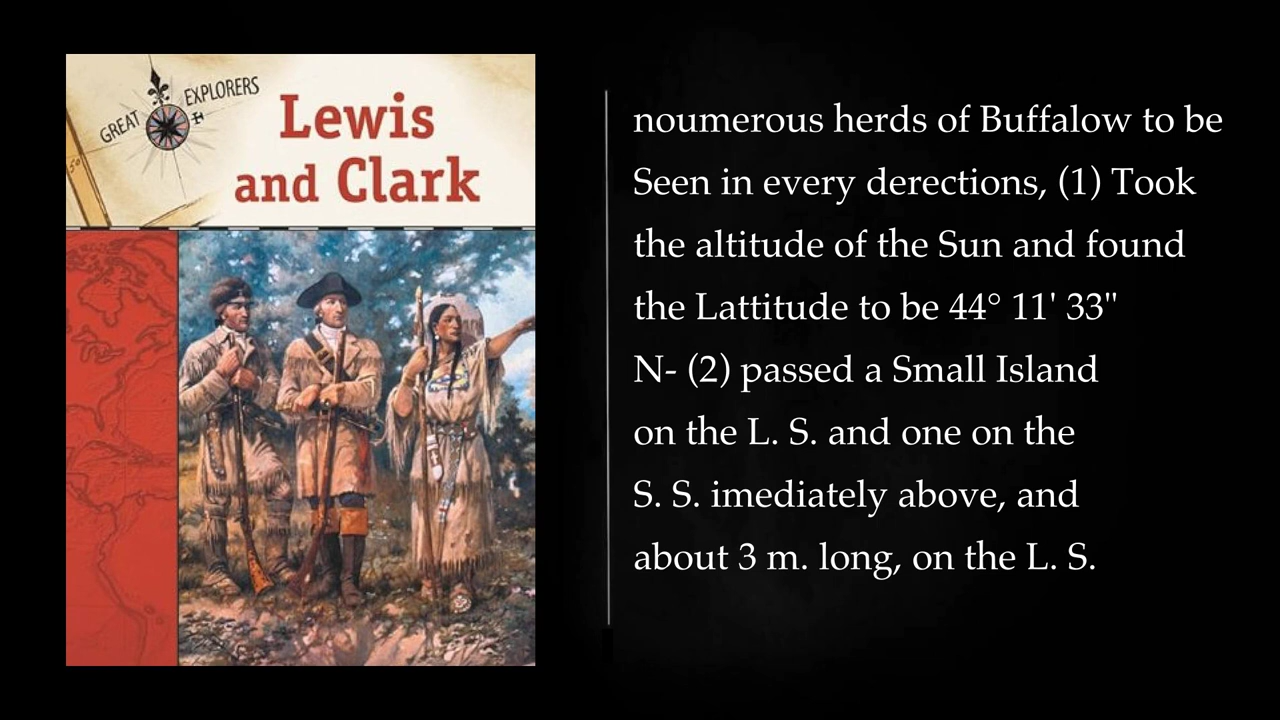 GREAT EXPLORERS
Lewis
and Clark
50
noumerous herds of Buffalow to be
Seen in every derections, (1) Took
the altitude of the Sun and found
the Lattitude to be 44° 11' 33"
N- (2) passed a Small Island
on the L. S. and one on the
S. S. imediately above, and
about 3 m. long, on the L. S.